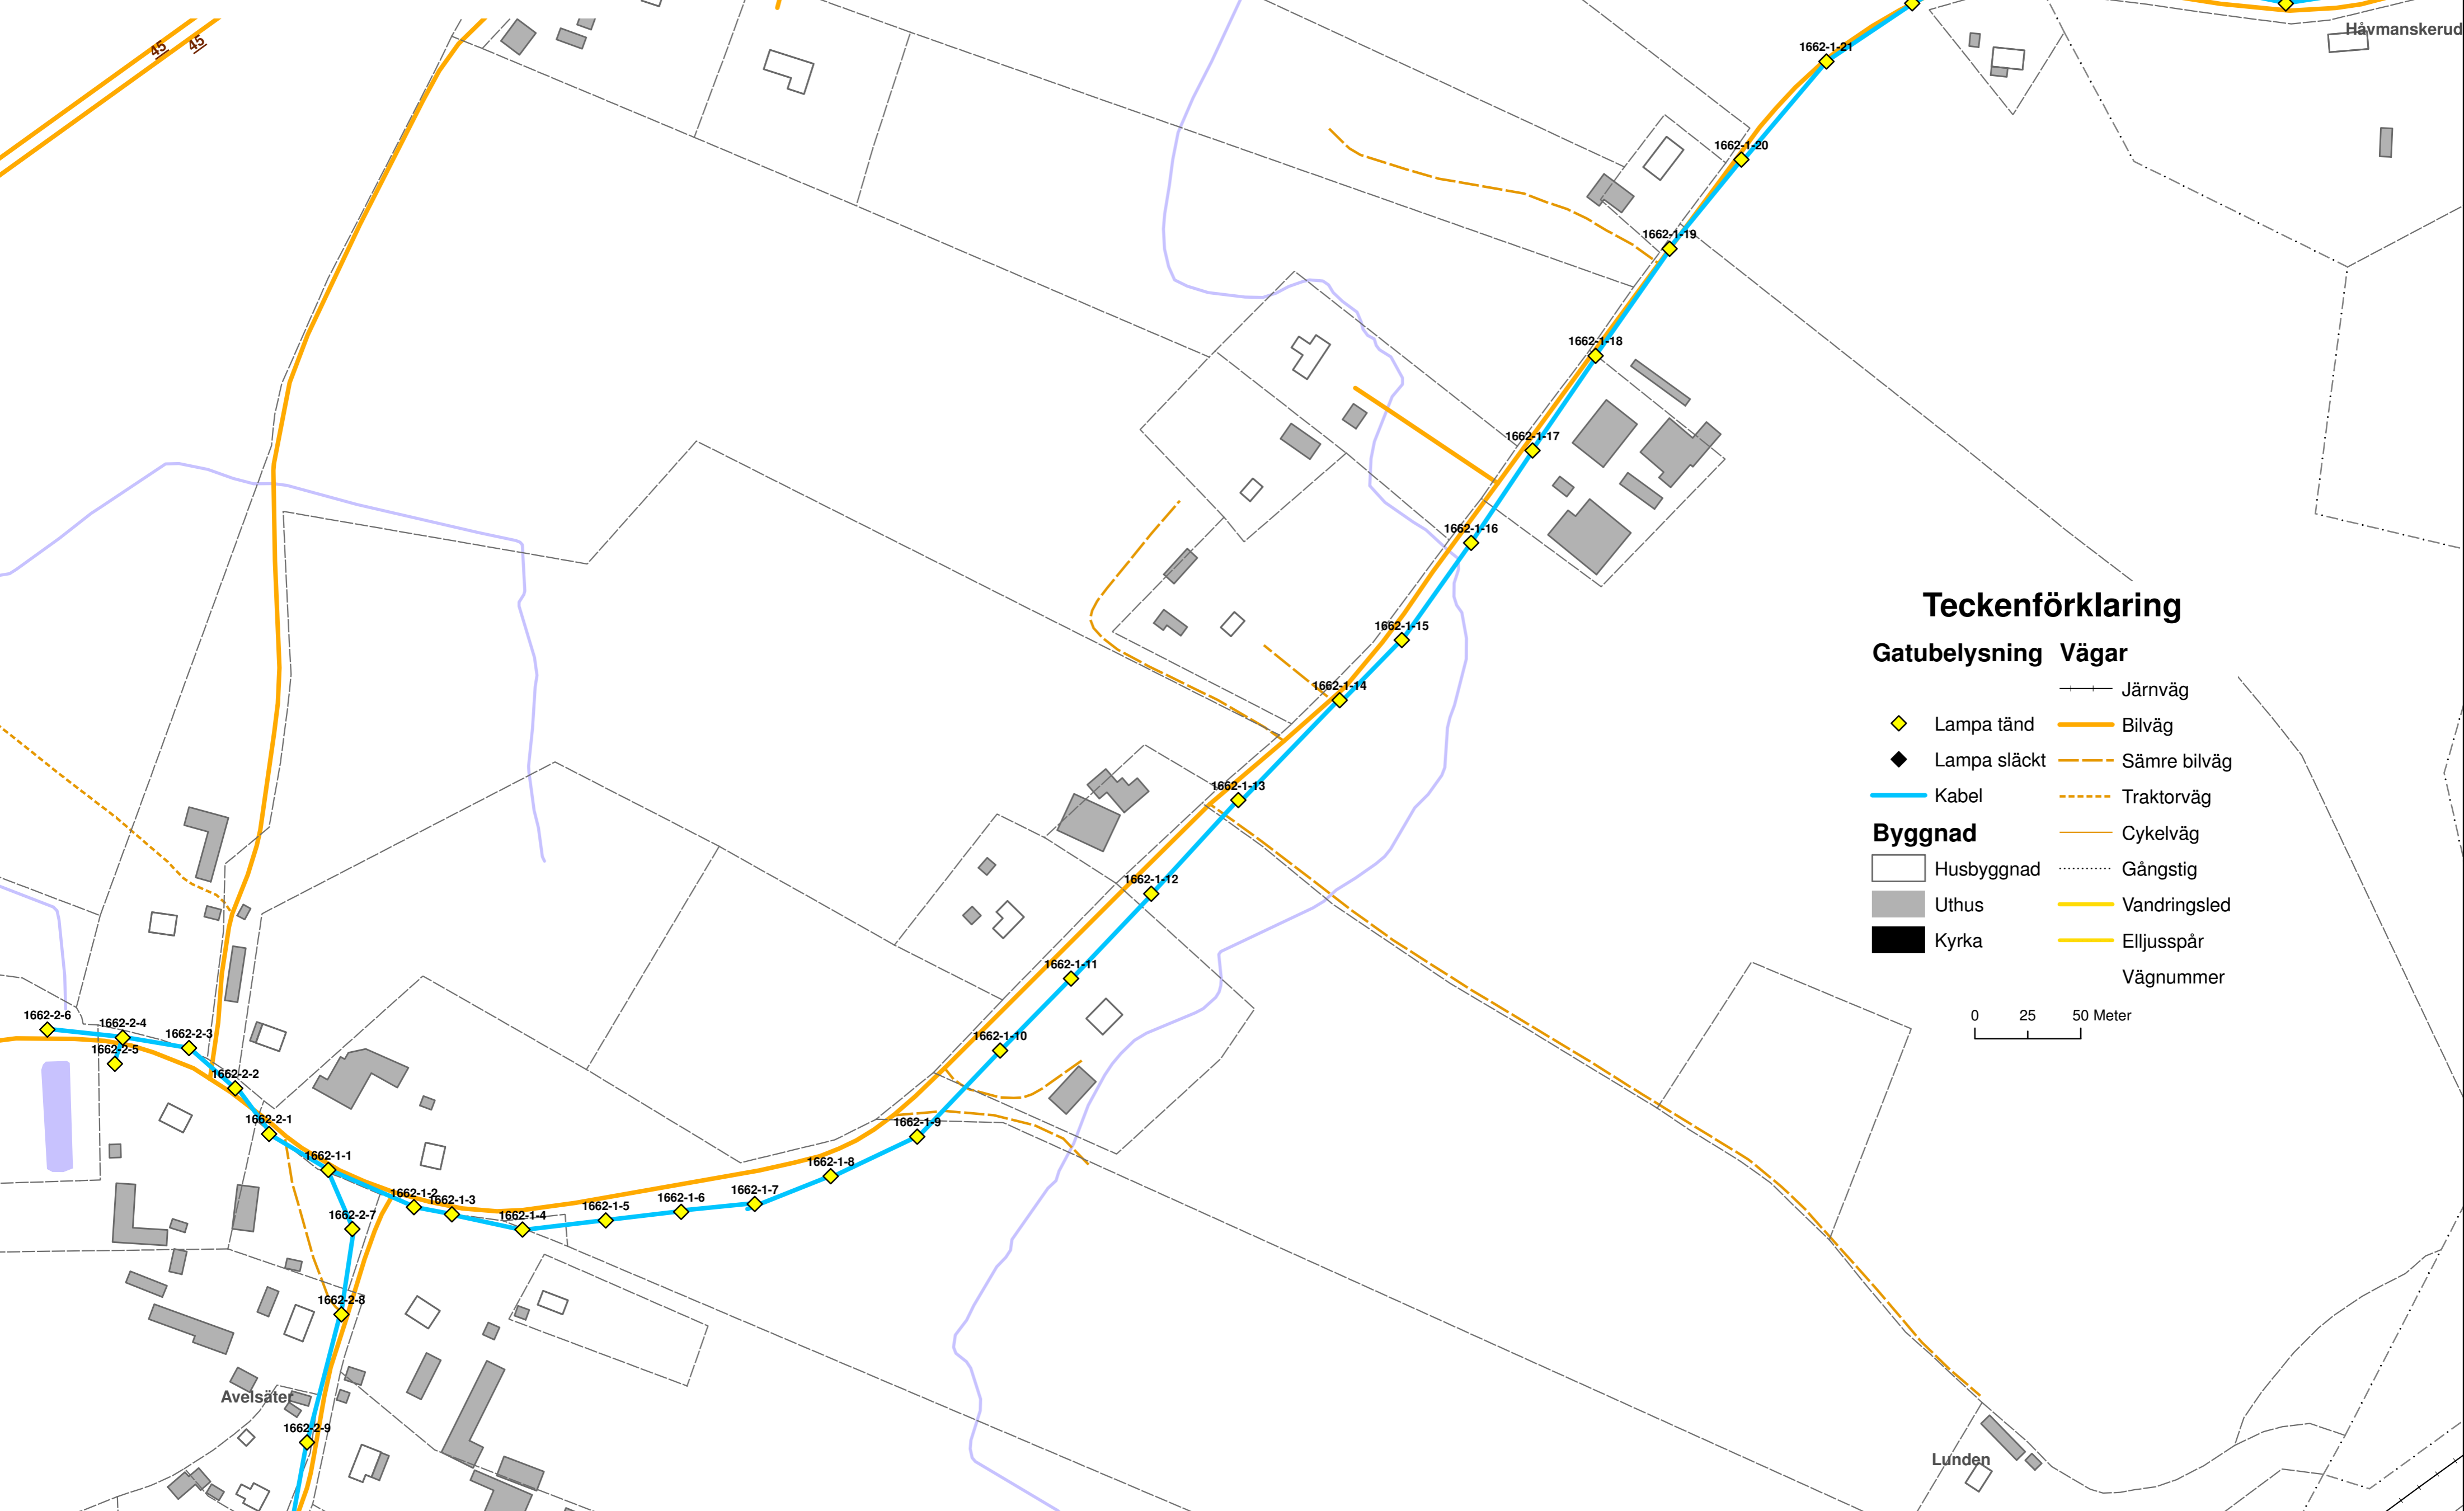 45
45
Håvmanskerud
1662-1-21
1662-1-20
1662-1-19
1662-1-18
1662-1-17
1662-1-16
1662-1-15
1662-1-14
1662-1-13
1662-1-12
1662-1-11
1662-1-10
1662-1-9
1662-1-8
1662-1-7
1662-1-6
1662-1-5
1662-1-4
1662-1-3
1662-1-2
1662-1-1
1662-2-6
1662-2-4
1662-2-5
1662-2-3
1662-2-2
1662-2-1
1662-2-7
1662-2-8
Avelsäter
1662-2-9
Lunden
Teckenförklaring
Gatubelysning
Lampa tänd
Lampa släckt
Kabel
Byggnad
Husbyggnad
Uthus
Kyrka
Vägar
Järnväg
Bilväg
Sämre bilväg
Traktorväg
Cykelväg
Gångstig
Vandringsled
Elljusspår
Vägnummer
0 25 50 Meter